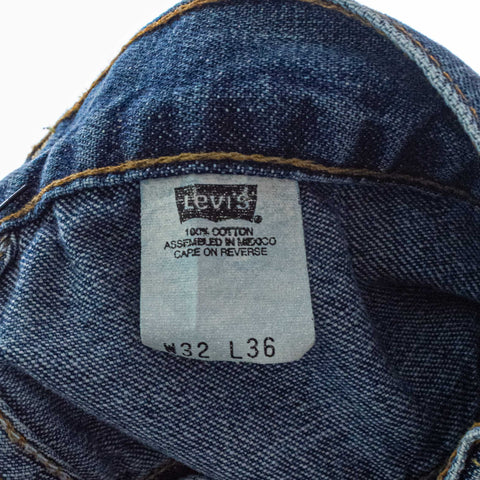 Levi's
100% COTTON
ASSEMBLED IN MEXICO
CARE ON REVERSE
W32 L36